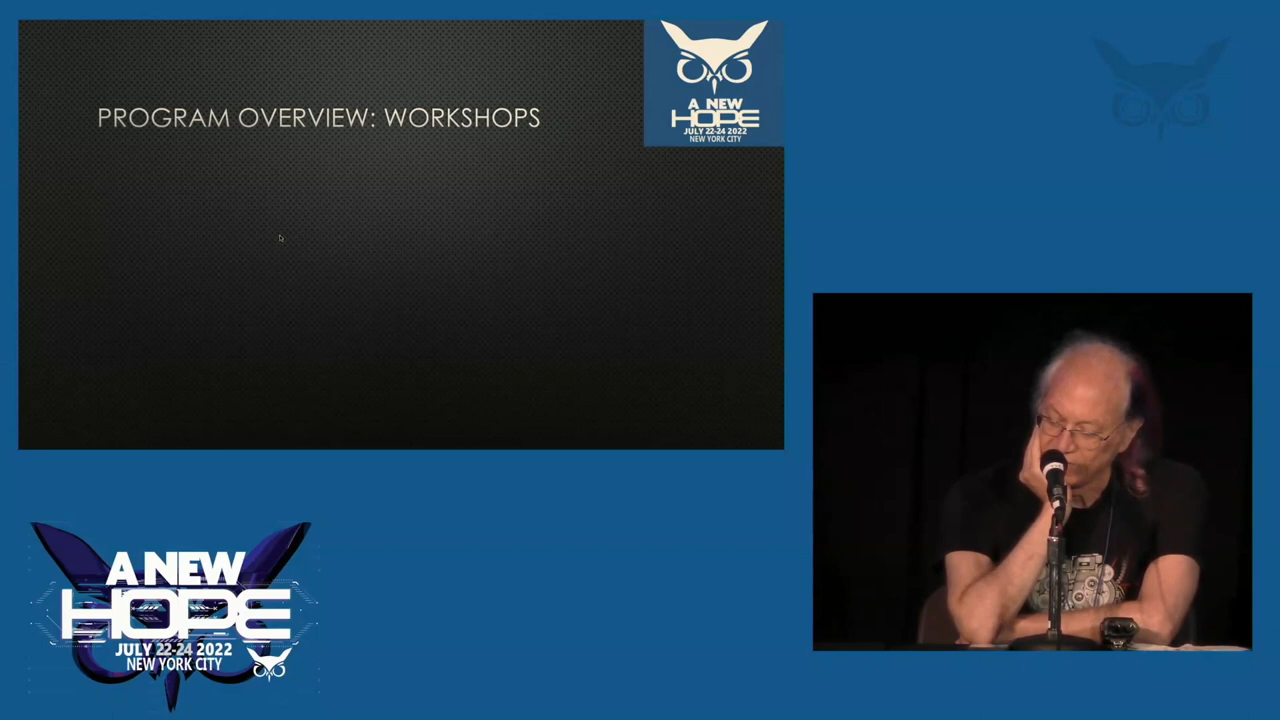 PROGRAM OVERVIEW: WORKSHOPS
A NEW
HOPE
JULY 22-24 2022
NEW YORK CITY
A NEW
HOPE
JULY 22-24 2022
NEW YORK CITY